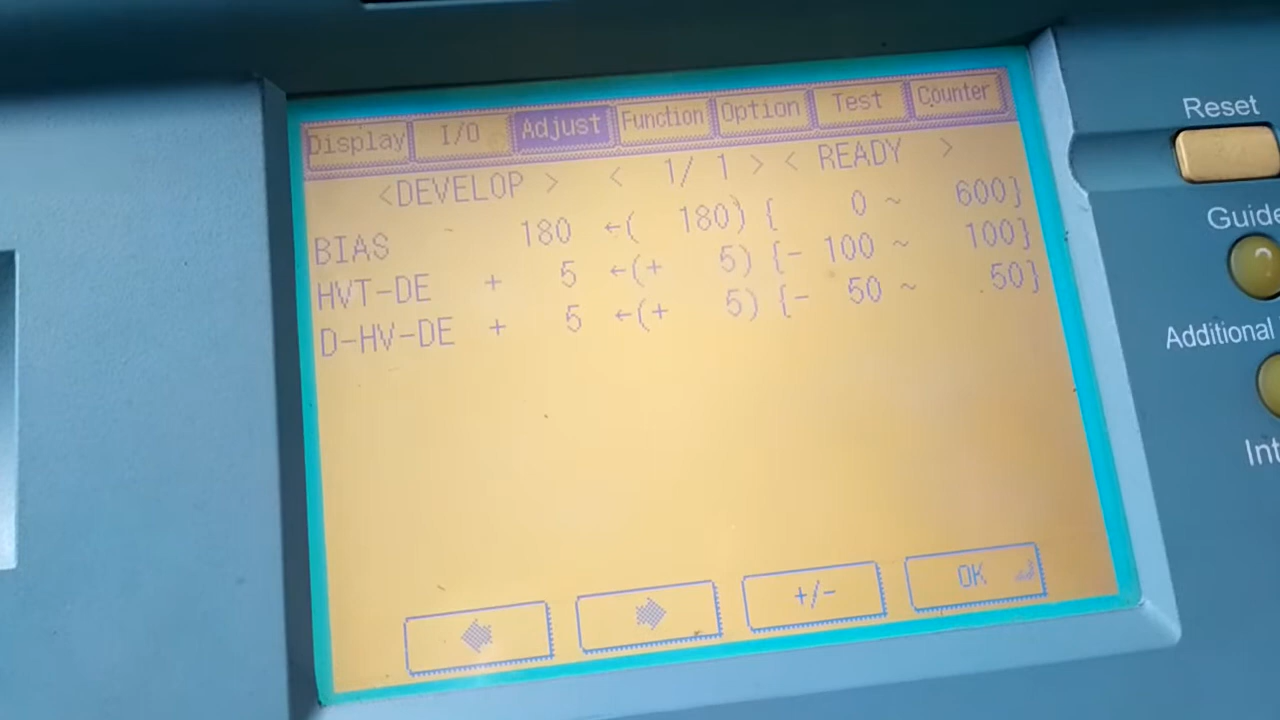 Display I/O Adjust Function Option Test Counter
<DEVELOP > < 1/ 1 > < READY >
BIAS 180 ←( 180) { 0 ~ 600}
HVT-DE + 5 ←(+ 5) {- 100 ~ 100}
D-HV-DE + 5 ←(+ 5) {- 50 ~ 50}
+/- OK
Reset
Guide
Additional
Int